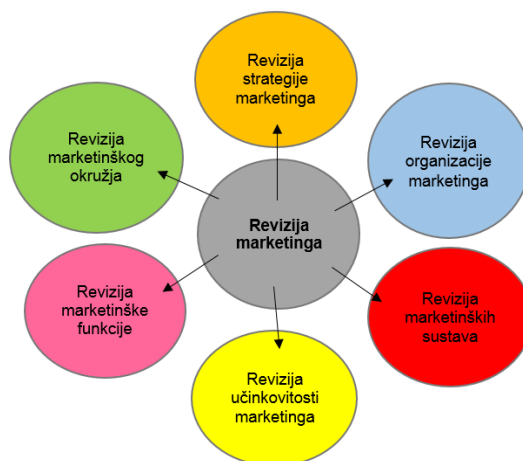 Revizija
strategije
marketinga
Revizija
marketinškog
okružja
Revizija
organizacije
marketinga
Revizija
marketinga
Revizija
marketinške
funkcije
Revizija
marketinških
sustava
Revizija
učinkovitosti
marketinga